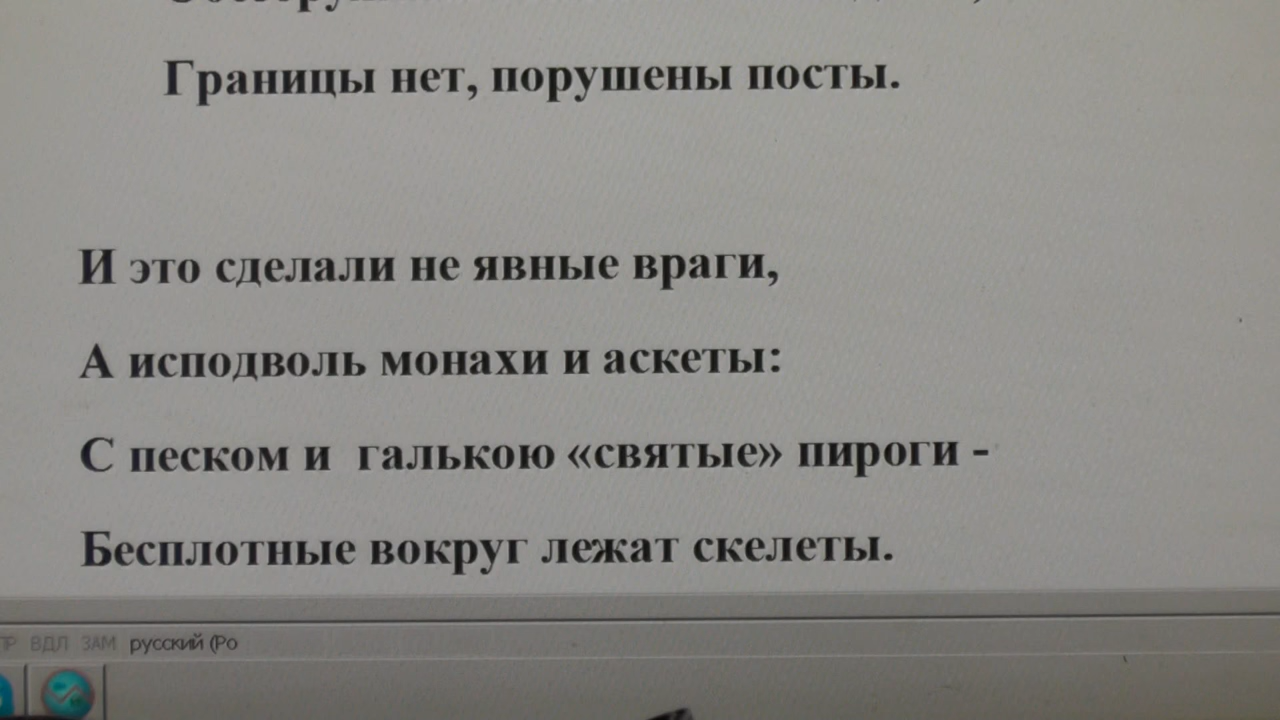 Границы нет, порушены посты.
И это сделали не явные враги,
А исподволь монахи и аскеты:
С песком и галькою «святые» пироги -
Бесплотные вокруг лежат скелеты.
ВДЛ ЗАМ русский (Ро